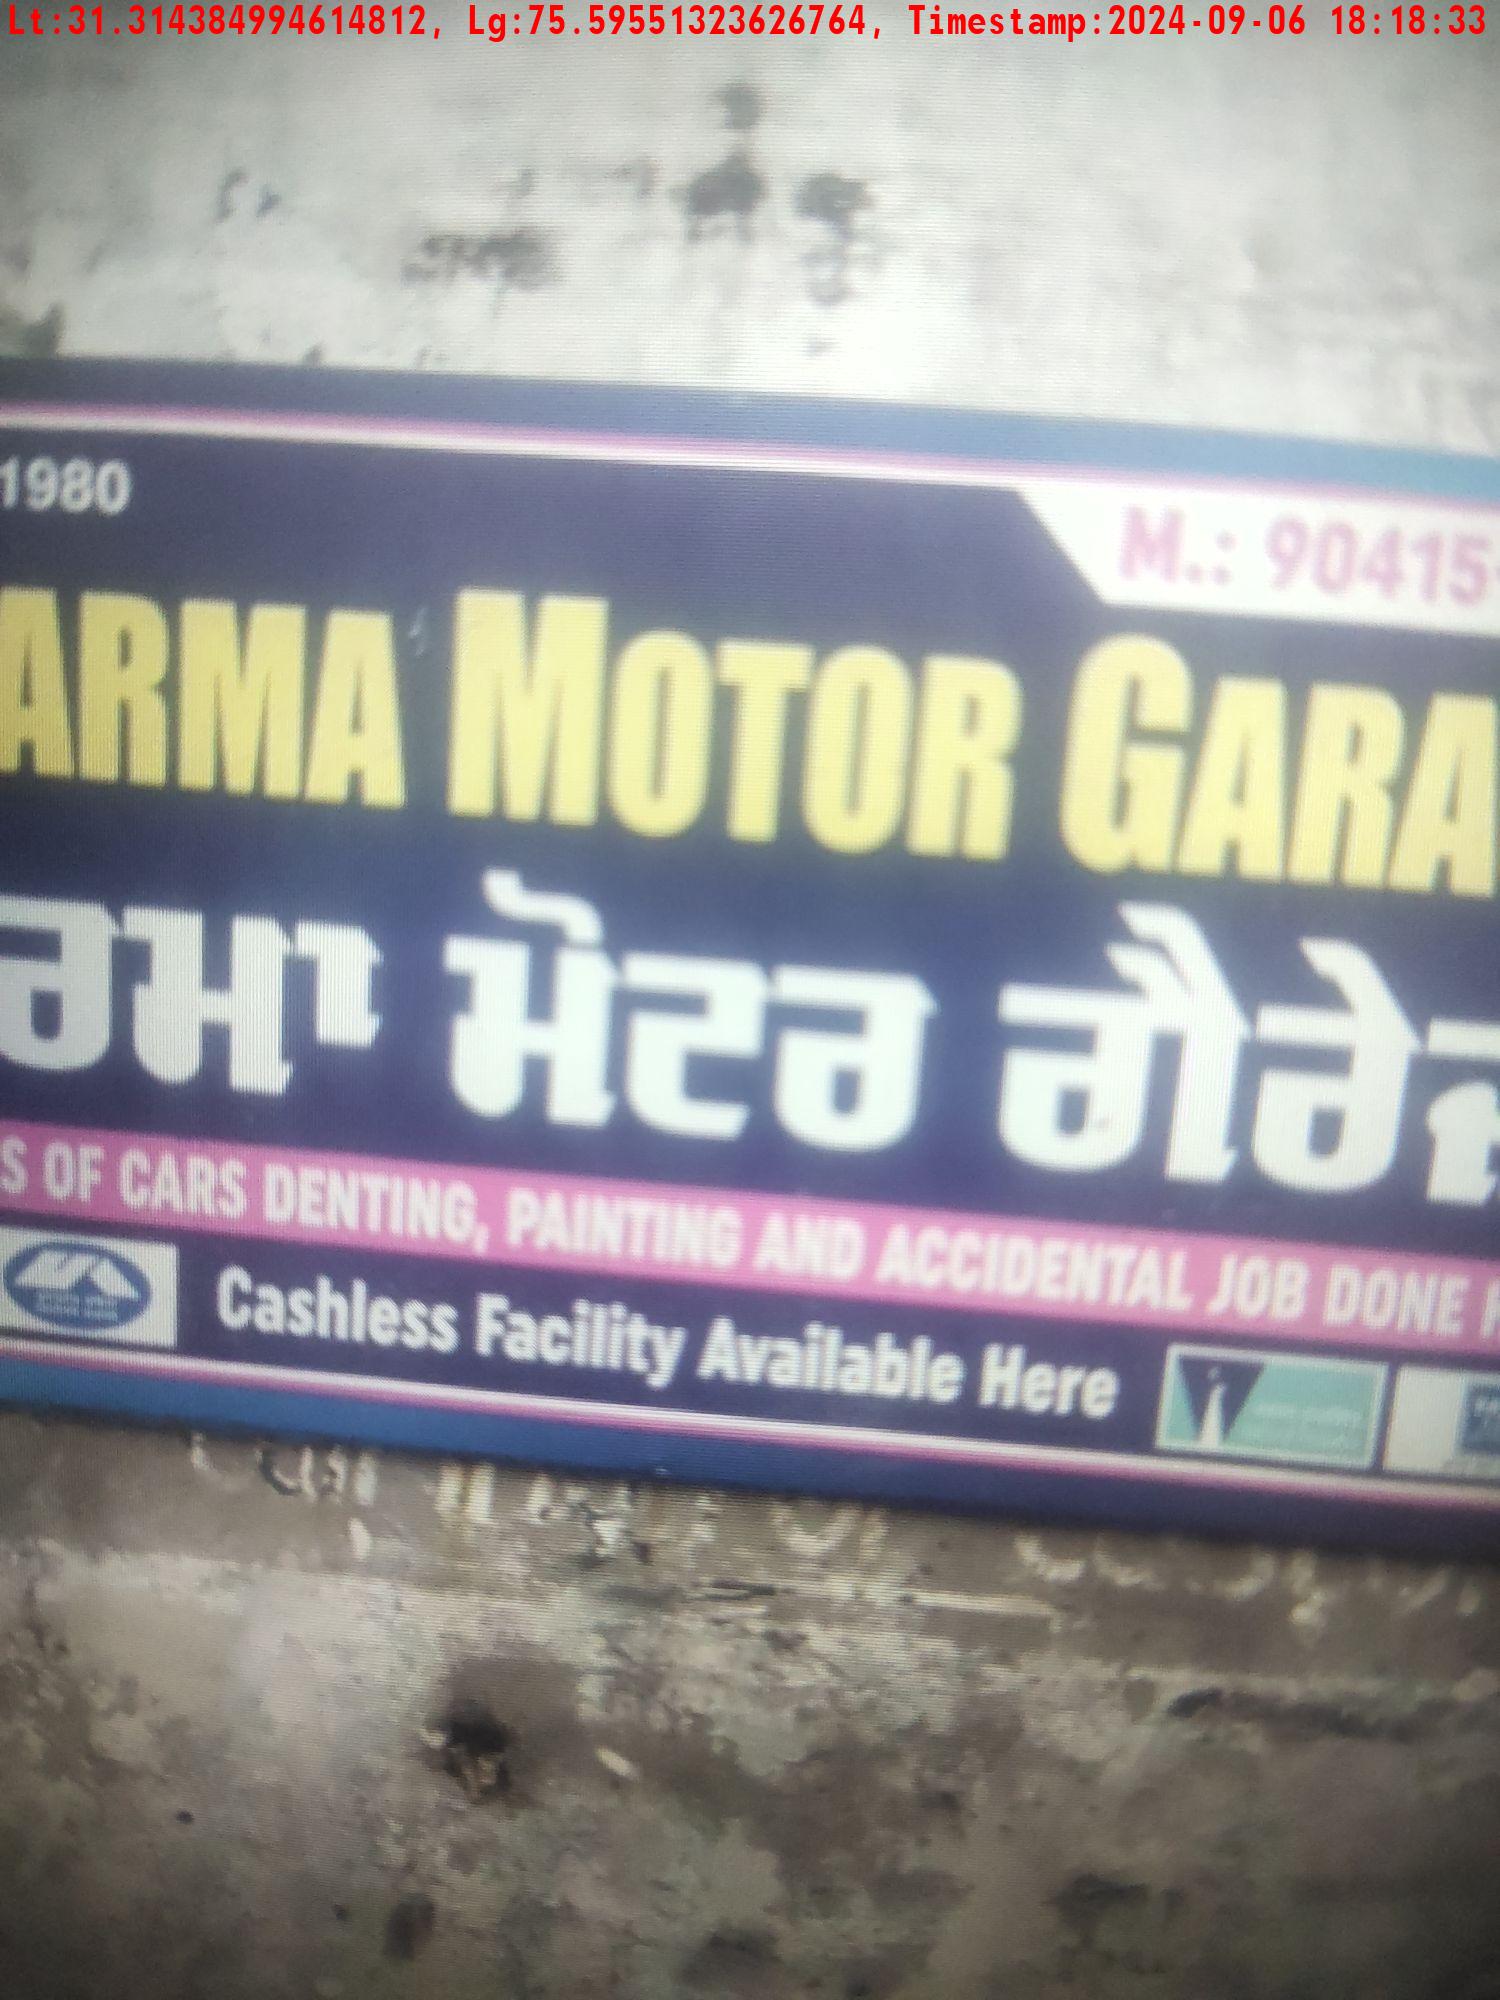 Lt:31.314384994614812, Lg:75.59551323626764, Timestamp:2024-09-06 18:18:33
1980
M.: 90415
ARMA MOTOR GARA
ਰਮਾ ਮੋਟਰ ਗੈਰੇਜ
S OF CARS DENTING, PAINTING AND ACCIDENTAL JOB DONE
Cashless Facility Available Here